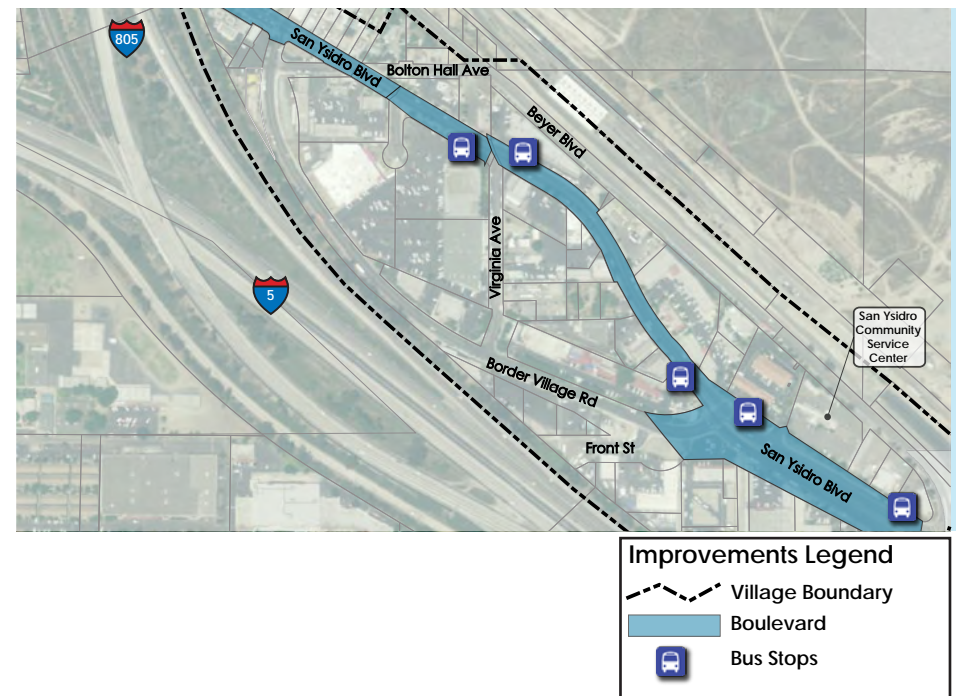 805
San Ysidro Blvd
Bolton Hall Ave
Beyer Blvd
Virginia Ave
5
San Ysidro
Community
Service
Center
Border Village Rd
Front St
San Ysidro Blvd
Improvements Legend
Village Boundary
Boulevard
Bus Stops